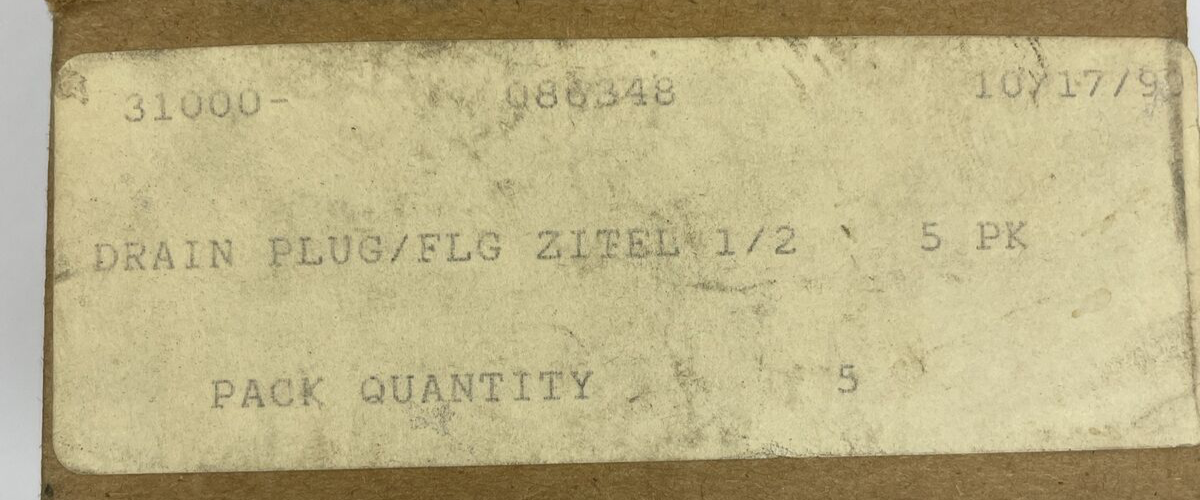 31000- 086348 10/17/90
DRAIN PLUG/FLG ZITEL 1/2 5 PK
PACK QUANTITY 5